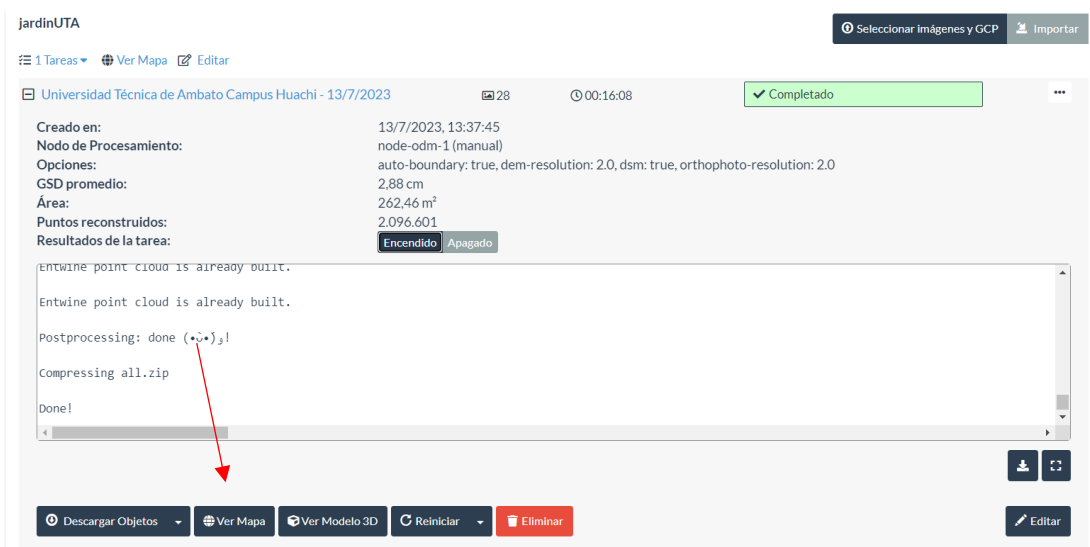 jardinUTA
Seleccionar imágenes y GCP Importar
1 Tareas Ver Mapa Editar
Universidad Técnica de Ambato Campus Huachi - 13/7/2023 28 00:16:08 Completado
Creado en: 13/7/2023, 13:37:45
Nodo de Procesamiento: node-odm-1 (manual)
Opciones: auto-boundary: true, dem-resolution: 2.0, dsm: true, orthophoto-resolution: 2.0
GSD promedio: 2,88 cm
Área: 262,46 m²
Puntos reconstruidos: 2.096.601
Resultados de la tarea: Encendido Apagado
Entwine point cloud is already built.
Entwine point cloud is already built.
Postprocessing: done (•̀ᴗ•́)و!
Compressing all.zip
Done!
Descargar Objetos Ver Mapa Ver Modelo 3D Reiniciar Eliminar Editar